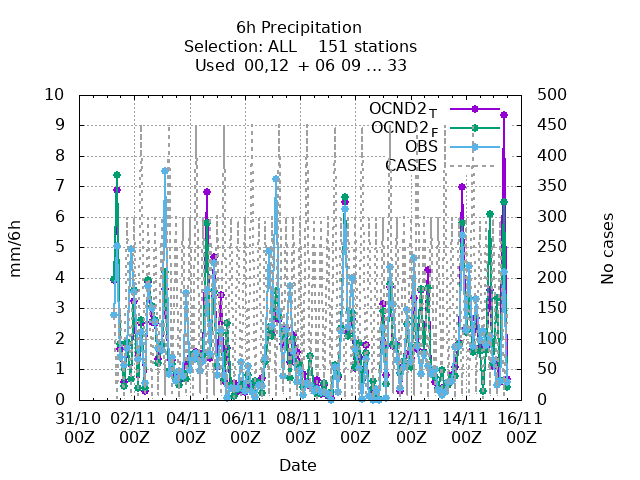 6h Precipitation
Selection: ALL 151 stations
Used 00,12 + 06 09 ... 33
10 500
OCND2 T
9 450
OCND2 F
OBS
8 400
CASES
7 350
6 300
mm/6h
No cases
5 250
4 200
3 150
2 100
1 50
0 0
31/10 02/11 04/11 06/11 08/11 10/11 12/11 14/11 16/11
00Z 00Z 00Z 00Z 00Z 00Z 00Z 00Z 00Z
Date